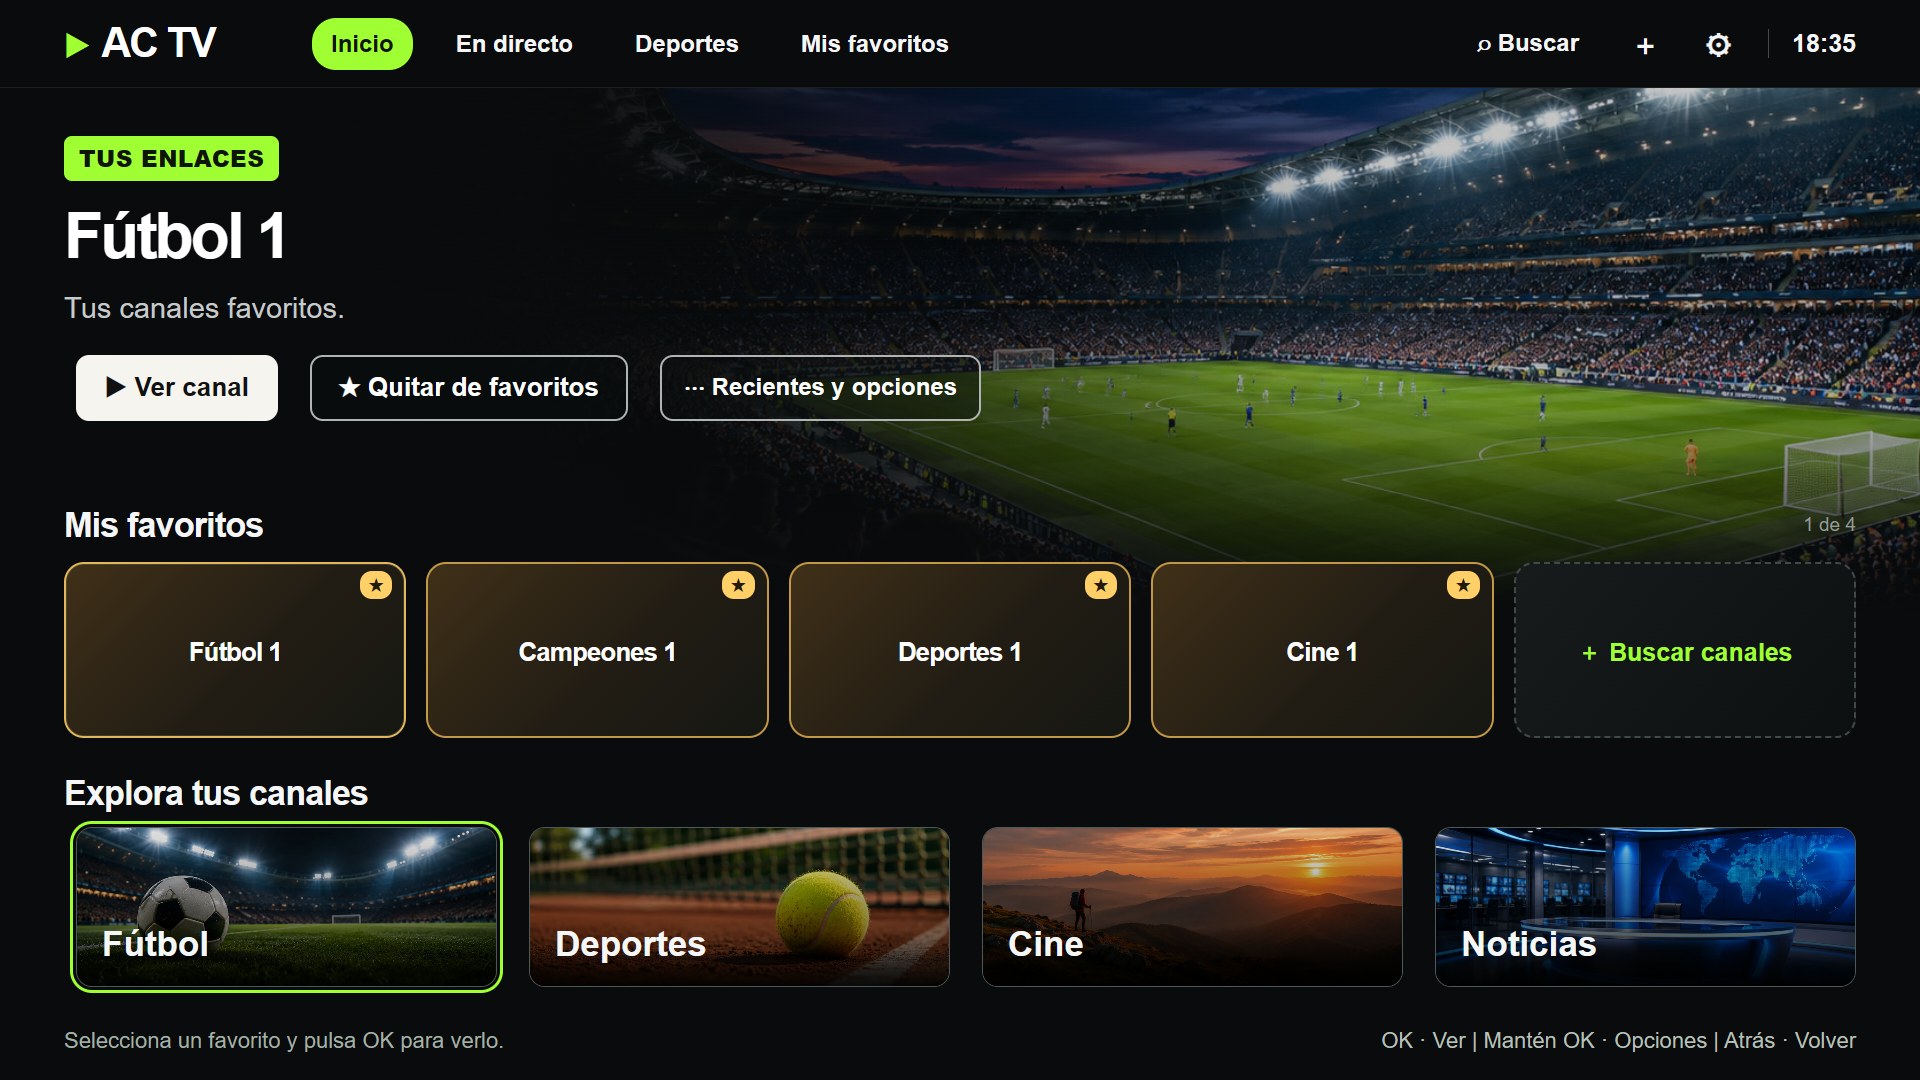 AC TV
Inicio
En directo
Deportes
Mis favoritos
Buscar
+
18:35
TUS ENLACES
Fútbol 1
Tus canales favoritos.
▶ Ver canal
★ Quitar de favoritos
··· Recientes y opciones
Mis favoritos
1 de 4
★
Fútbol 1
★
Campeones 1
★
Deportes 1
★
Cine 1
+ Buscar canales
Explora tus canales
Fútbol
Deportes
Cine
Noticias
Selecciona un favorito y pulsa OK para verlo.
OK · Ver | Mantén OK · Opciones | Atrás · Volver